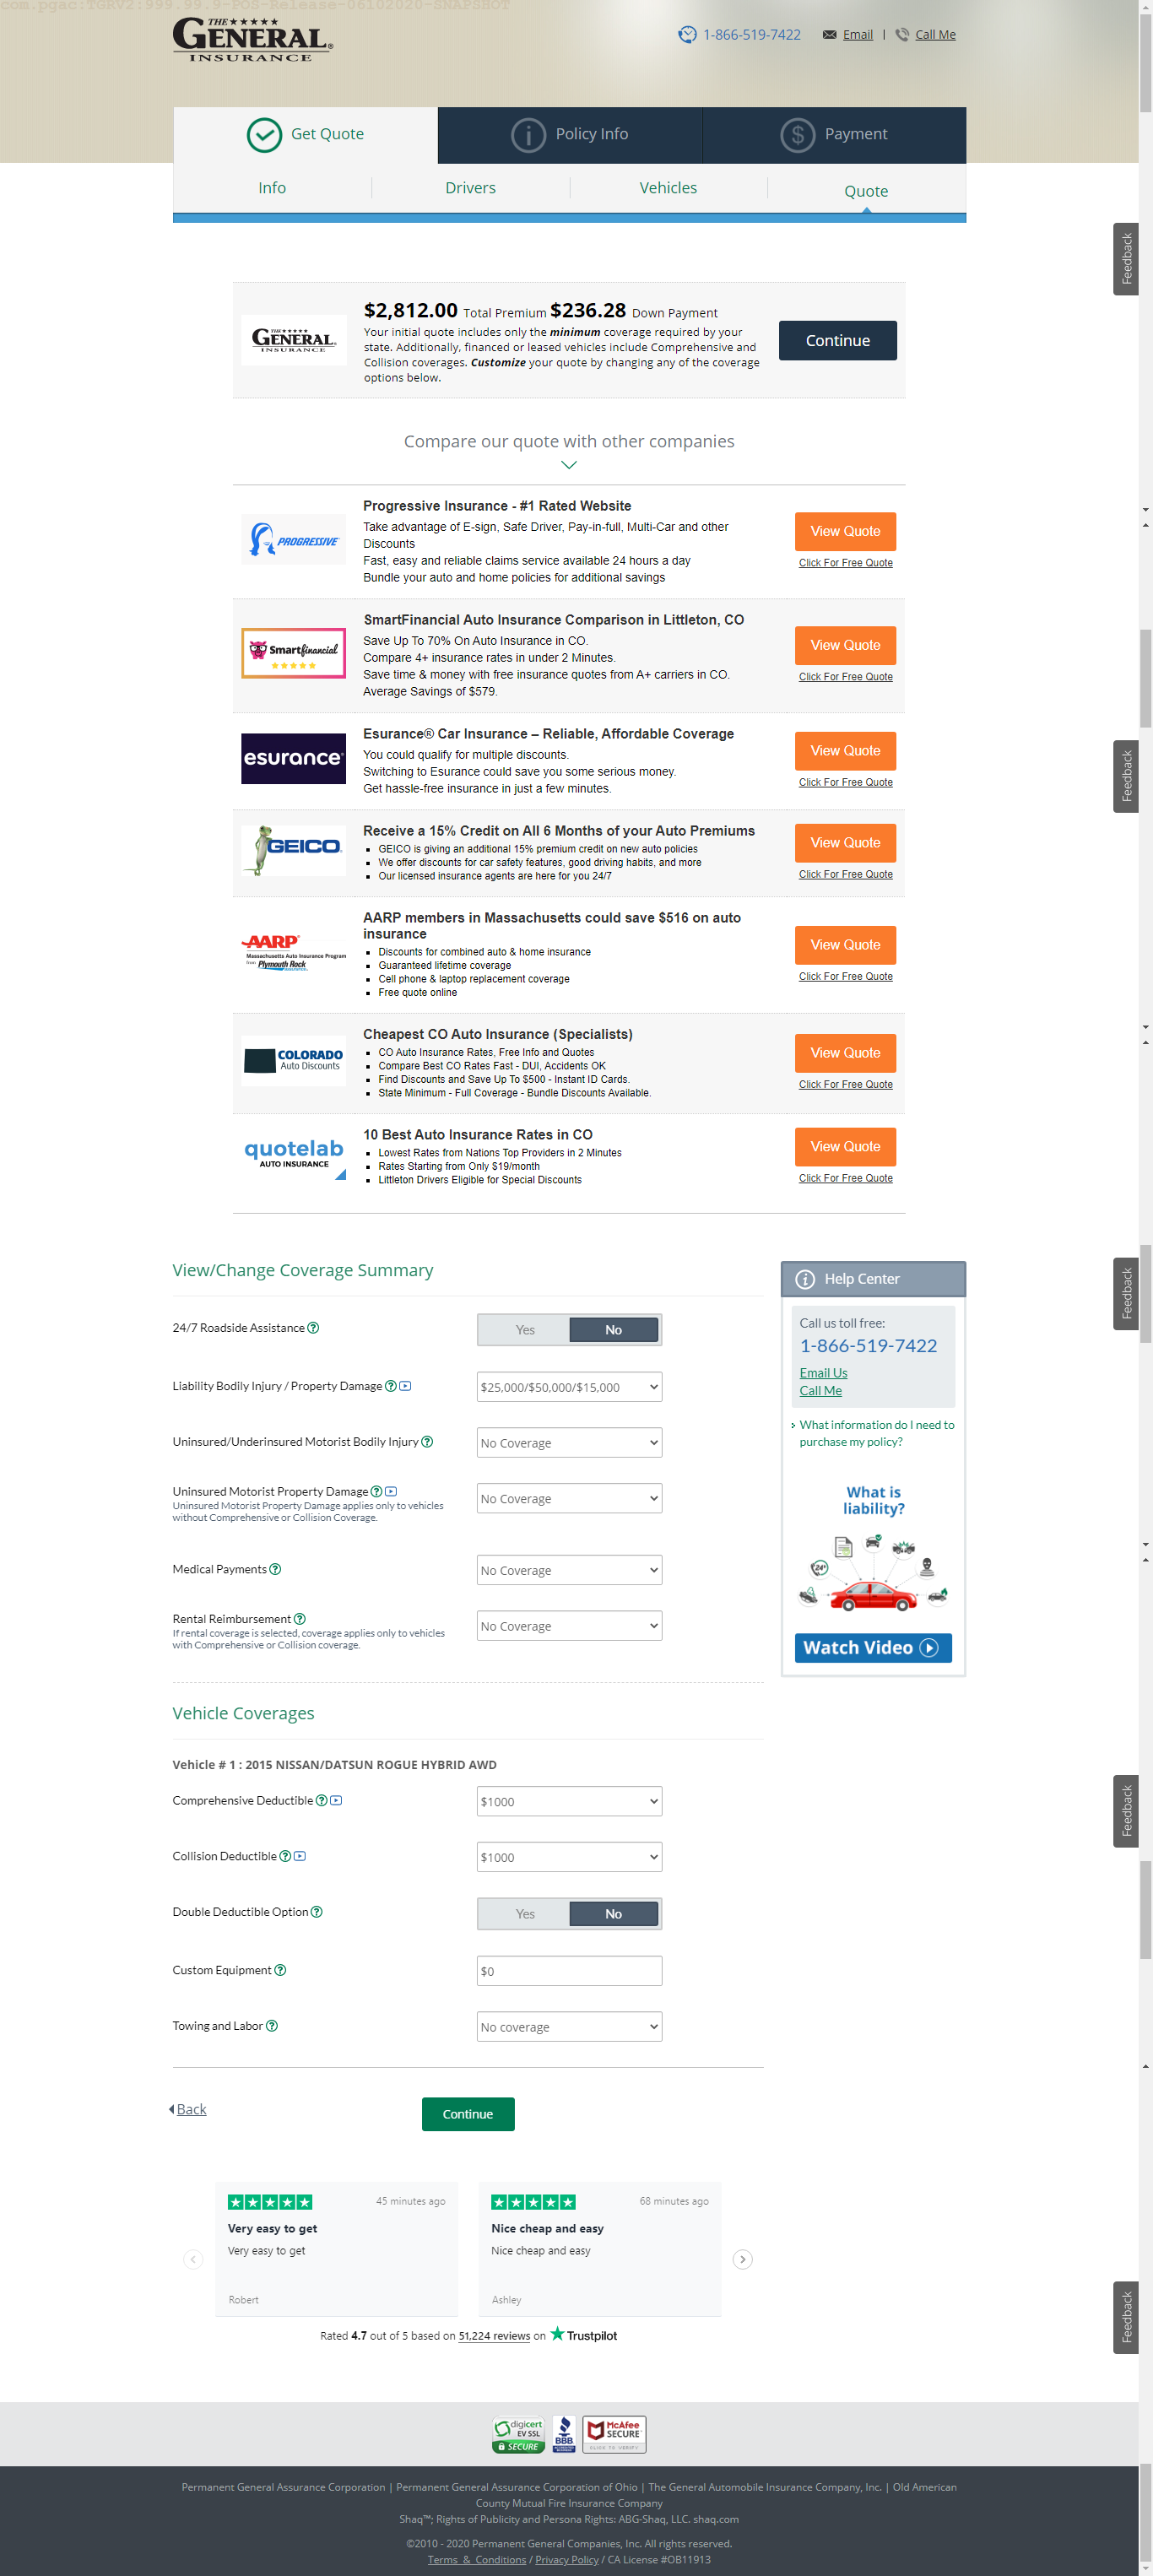 com.pgac:TGRV2:999.99.9-POS-Release-06102020-SNAPSHOT
THE
GENERAL®
INSURANCE
1-866-519-7422
Email | Call Me
Get Quote
Policy Info
Payment
Info
Drivers
Vehicles
Quote
Feedback
THE
GENERAL®
INSURANCE
$2,812.00 Total Premium $236.28 Down Payment
Your initial quote includes only the minimum coverage required by your
state. Additionally, financed or leased vehicles include Comprehensive and
Collision coverages. Customize your quote by changing any of the coverage
options below.
Continue
Compare our quote with other companies
PROGRESSIVE
Progressive Insurance - #1 Rated Website
Take advantage of E-sign, Safe Driver, Pay-in-full, Multi-Car and other
Discounts
Fast, easy and reliable claims service available 24 hours a day
Bundle your auto and home policies for additional savings
View Quote
Click For Free Quote
Smartfinancial
SmartFinancial Auto Insurance Comparison in Littleton, CO
Save Up To 70% On Auto Insurance in CO.
Compare 4+ insurance rates in under 2 Minutes.
Save time & money with free insurance quotes from A+ carriers in CO.
Average Savings of $579.
View Quote
Click For Free Quote
esurance®
Esurance® Car Insurance – Reliable, Affordable Coverage
You could qualify for multiple discounts.
Switching to Esurance could save you some serious money.
Get hassle-free insurance in just a few minutes.
View Quote
Click For Free Quote
Feedback
GEICO
Receive a 15% Credit on All 6 Months of your Auto Premiums
GEICO is giving an additional 15% premium credit on new auto policies
We offer discounts for car safety features, good driving habits, and more
Our licensed insurance agents are here for you 24/7
View Quote
Click For Free Quote
AARP
Massachusetts Auto Insurance Program
from Plymouth Rock
AARP members in Massachusetts could save $516 on auto
insurance
Discounts for combined auto & home insurance
Guaranteed lifetime coverage
Cell phone & laptop replacement coverage
Free quote online
View Quote
Click For Free Quote
COLORADO
Auto Discounts
Cheapest CO Auto Insurance (Specialists)
CO Auto Insurance Rates, Free Info and Quotes
Compare Best CO Rates Fast - DUI, Accidents OK
Find Discounts and Save Up To $500 - Instant ID Cards.
State Minimum - Full Coverage - Bundle Discounts Available.
View Quote
Click For Free Quote
quotelab
AUTO INSURANCE
10 Best Auto Insurance Rates in CO
Lowest Rates from Nations Top Providers in 2 Minutes
Rates Starting from Only $19/month
Littleton Drivers Eligible for Special Discounts
View Quote
Click For Free Quote
View/Change Coverage Summary
24/7 Roadside Assistance
Yes No
Liability Bodily Injury / Property Damage
$25,000/$50,000/$15,000
Uninsured/Underinsured Motorist Bodily Injury
No Coverage
Uninsured Motorist Property Damage
Uninsured Motorist Property Damage applies only to vehicles
without Comprehensive or Collision Coverage.
No Coverage
Medical Payments
No Coverage
Rental Reimbursement
If rental coverage is selected, coverage applies only to vehicles
with Comprehensive or Collision coverage.
No Coverage
Help Center
Call us toll free:
1-866-519-7422
Email Us
Call Me
What information do I need to
purchase my policy?
What is
liability?
24*
Watch Video
Feedback
Vehicle Coverages
Vehicle # 1 : 2015 NISSAN/DATSUN ROGUE HYBRID AWD
Comprehensive Deductible
$1000
Collision Deductible
$1000
Double Deductible Option
Yes No
Custom Equipment
$0
Towing and Labor
No coverage
Feedback
Back
Continue
45 minutes ago
Very easy to get
Very easy to get
Robert
68 minutes ago
Nice cheap and easy
Nice cheap and easy
Ashley
Rated 4.7 out of 5 based on 51,224 reviews on Trustpilot
Feedback
digicert
EV SSL
SECURE
BBB
McAfee
SECURE
CLICK TO VERIFY
Permanent General Assurance Corporation | Permanent General Assurance Corporation of Ohio | The General Automobile Insurance Company, Inc. | Old American
County Mutual Fire Insurance Company
Shaq™; Rights of Publicity and Persona Rights: ABG-Shaq, LLC. shaq.com
©2010 - 2020 Permanent General Companies, Inc. All rights reserved.
Terms & Conditions / Privacy Policy / CA License #OB11913